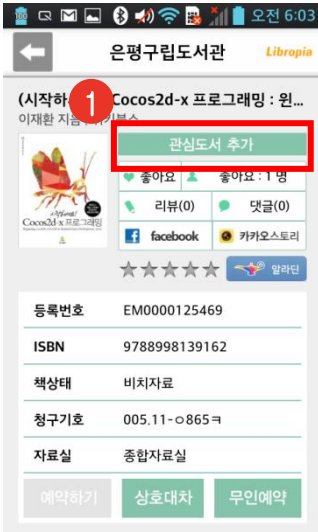 100 오전 6:03
은평구립도서관 Libropia
(시작하 1 Cocos2d-x 프로그래밍 : 윈...
이재환 지음
관심도서 추가
좋아요 좋아요 : 1 명
리뷰(0) 댓글(0)
facebook 카카오스토리
Cocos2d-x 프로그래밍
알라딘
등록번호 EM0000125469
ISBN 9788998139162
책상태 비치자료
청구기호 005.11-ㅇ865ㅋ
자료실 종합자료실
예약하기 상호대차 무인예약